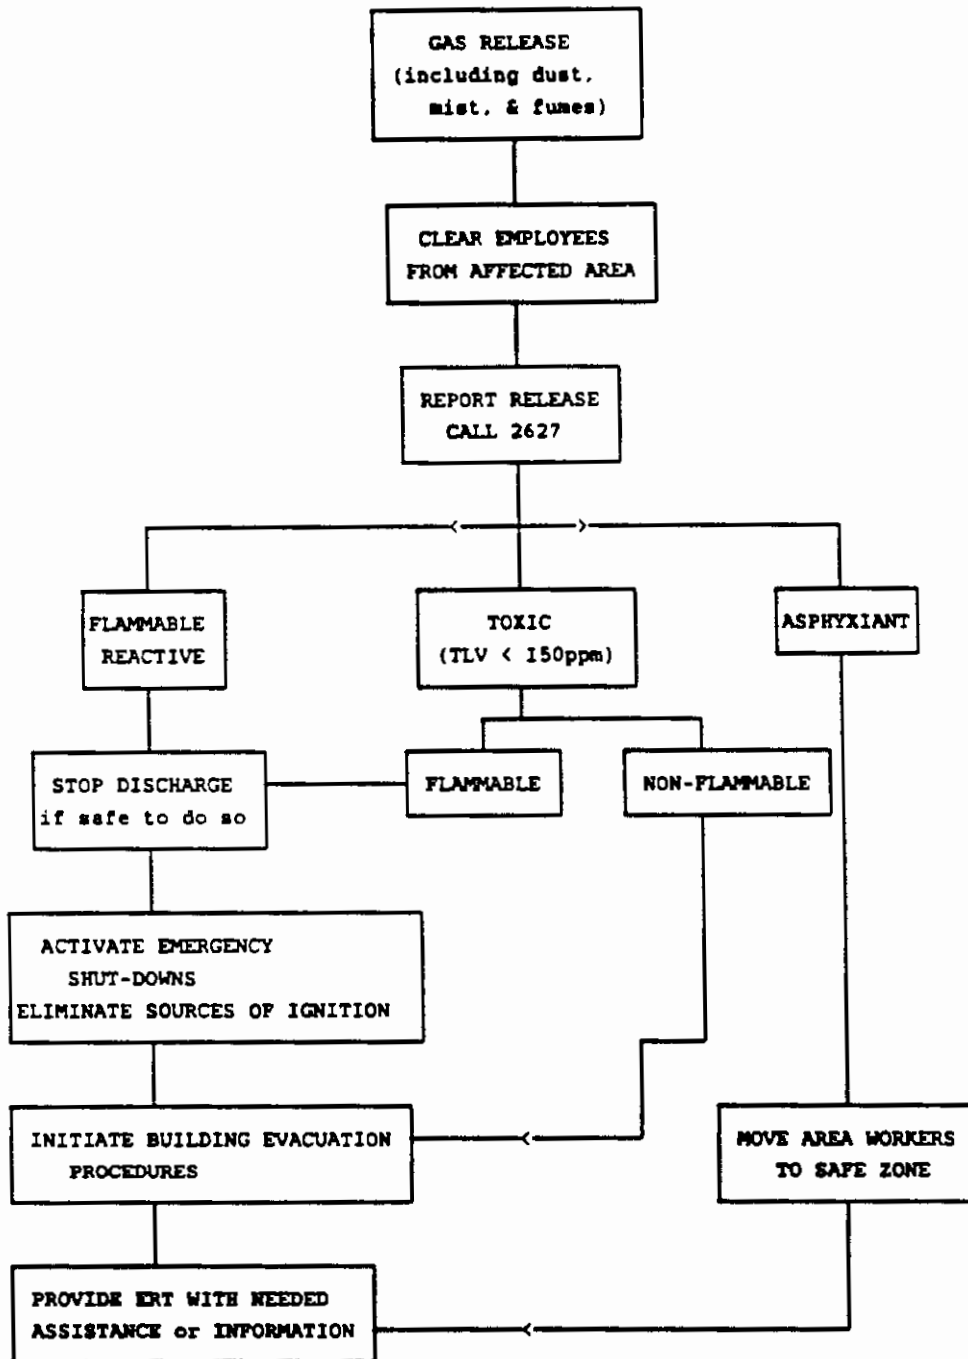 GAS RELEASE
(including dust,
mist, & fumes)
CLEAR EMPLOYEES
FROM AFFECTED AREA
REPORT RELEASE
CALL 2627
FLAMMABLE
REACTIVE
TOXIC
(TLV < 150ppm)
ASPHYXIANT
STOP DISCHARGE
if safe to do so
FLAMMABLE
NON-FLAMMABLE
ACTIVATE EMERGENCY
SHUT-DOWNS
ELIMINATE SOURCES OF IGNITION
INITIATE BUILDING EVACUATION
PROCEDURES
MOVE AREA WORKERS
TO SAFE ZONE
PROVIDE ERT WITH NEEDED
ASSISTANCE or INFORMATION